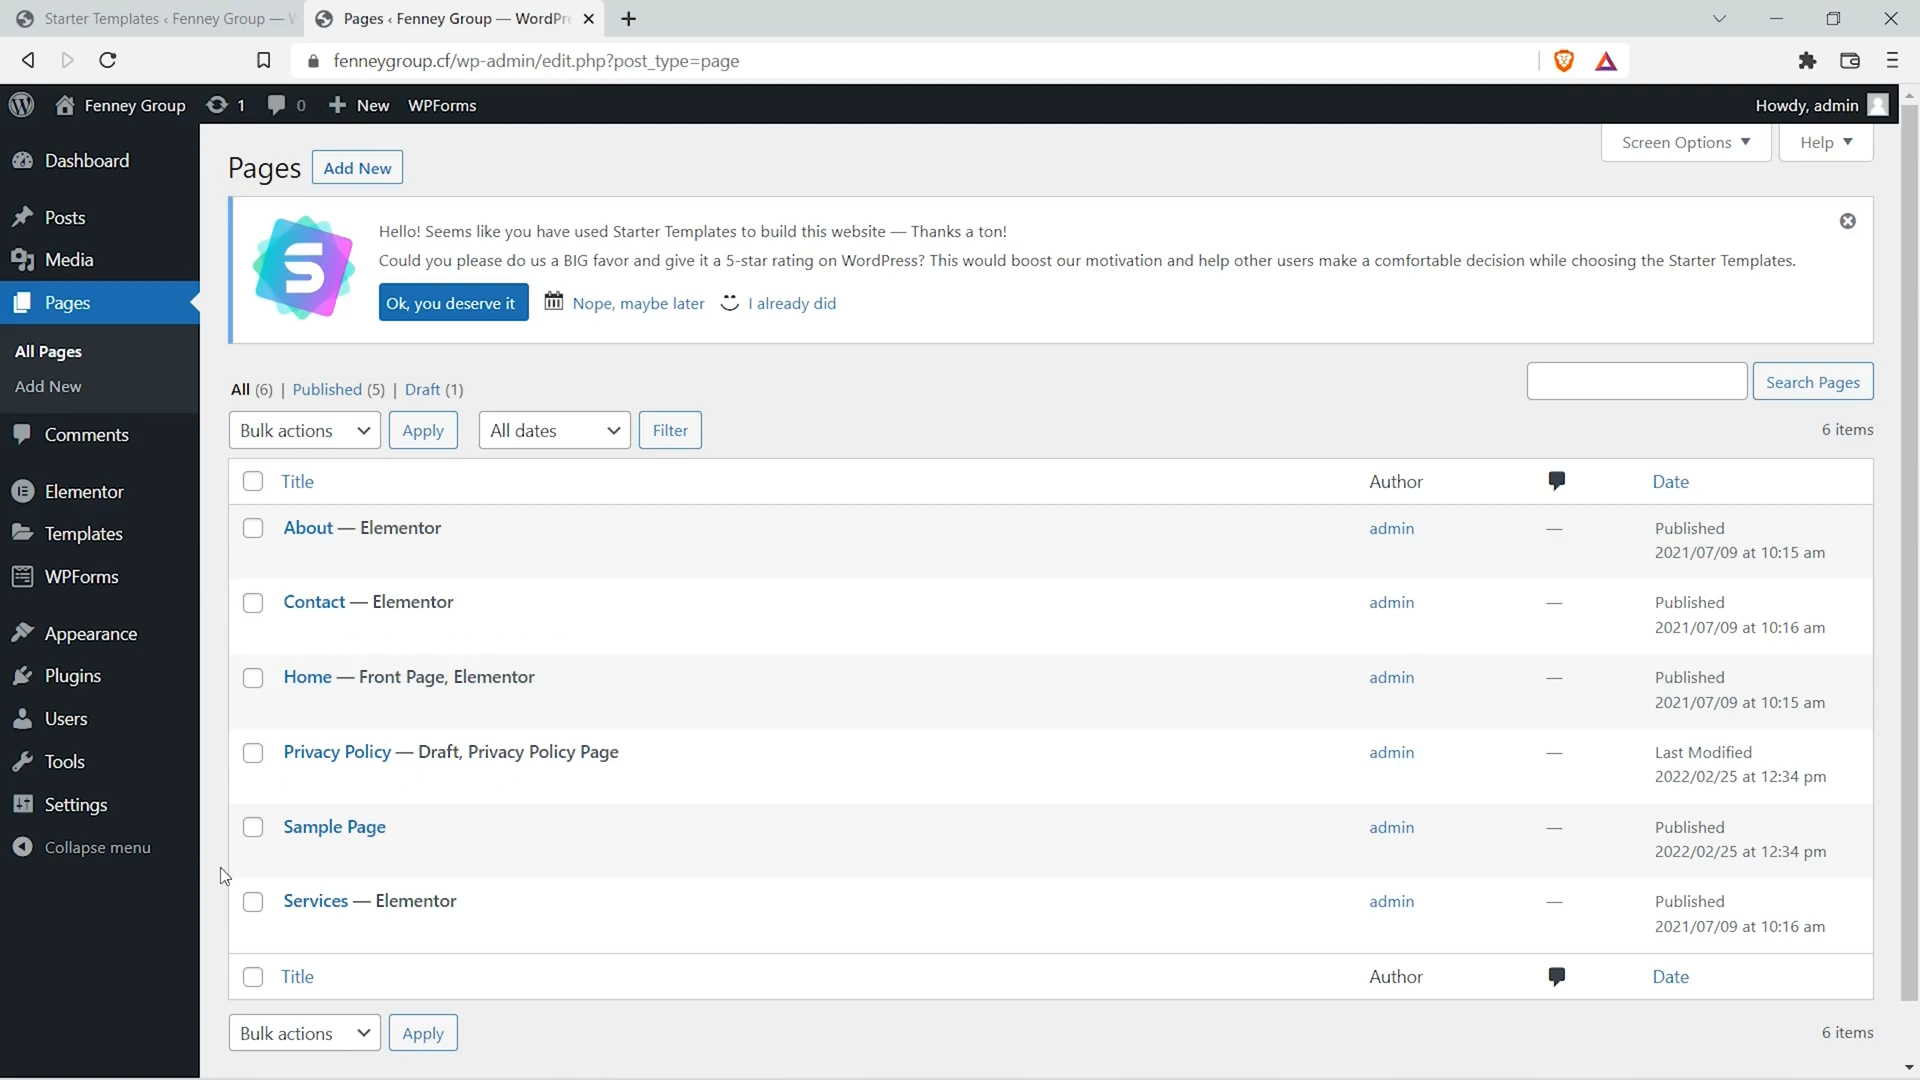 Starter Templates ‹ Fenney Group — W
Pages ‹ Fenney Group — WordPr
fenneygroup.cf/wp-admin/edit.php?post_type=page
Fenney Group
1
0
New
WPForms
Howdy, admin
Dashboard
Posts
Media
Pages
All Pages
Add New
Comments
Elementor
Templates
WPForms
Appearance
Plugins
Users
Tools
Settings
Collapse menu
Screen Options
Help
Pages
Add New
Hello! Seems like you have used Starter Templates to build this website — Thanks a ton!
Could you please do us a BIG favor and give it a 5-star rating on WordPress? This would boost our motivation and help other users make a comfortable decision while choosing the Starter Templates.
Ok, you deserve it
Nope, maybe later
I already did
All (6) | Published (5) | Draft (1)
Search Pages
Bulk actions
Apply
All dates
Filter
6 items
Title
Author
Date
About — Elementor
admin
—
Published
2021/07/09 at 10:15 am
Contact — Elementor
admin
—
Published
2021/07/09 at 10:16 am
Home — Front Page, Elementor
admin
—
Published
2021/07/09 at 10:15 am
Privacy Policy — Draft, Privacy Policy Page
admin
—
Last Modified
2022/02/25 at 12:34 pm
Sample Page
admin
—
Published
2022/02/25 at 12:34 pm
Services — Elementor
admin
—
Published
2021/07/09 at 10:16 am
Title
Author
Date
Bulk actions
Apply
6 items